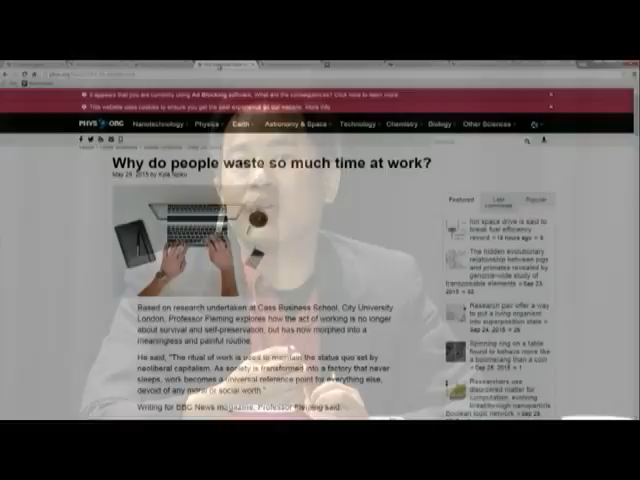 It appears that you are currently using Ad Blocking software. What are the consequences? Click here to learn more.
This website uses cookies to ensure you get the best experience on our website. More info
PHYS ORG Nanotechnology Physics Earth Astronomy & Space Technology Chemistry Biology Other Sciences
Why do people waste so much time at work?
Featured Last comments Popular
Ion space drive is said to
break fuel efficiency
record
The hidden evolutionary
relationship between pigs
and primates revealed by
genome-wide study of
transposable elements
Based on research undertaken at Cass Business School, City University
London, Professor Fleming explores how the act of working is no longer
about survival and self-preservation, but has now morphed into a
meaningless and painful routine.
Research pair offer a way
to put a living organism
into superposition state
Spinning ring on a table
found to behave more like
a boomerang than a coin
He said, "The ritual of work is used to maintain the status quo set by
neoliberal capitalism. As society is transformed into a factory that never
sleeps, work becomes a universal reference point for everything else,
devoid of any moral or social worth."
Researchers use
disordered matter for
computation, evolving
breakthrough nanoparticle
Boolean logic network
Writing for BBC News magazine, Professor Fleming said: